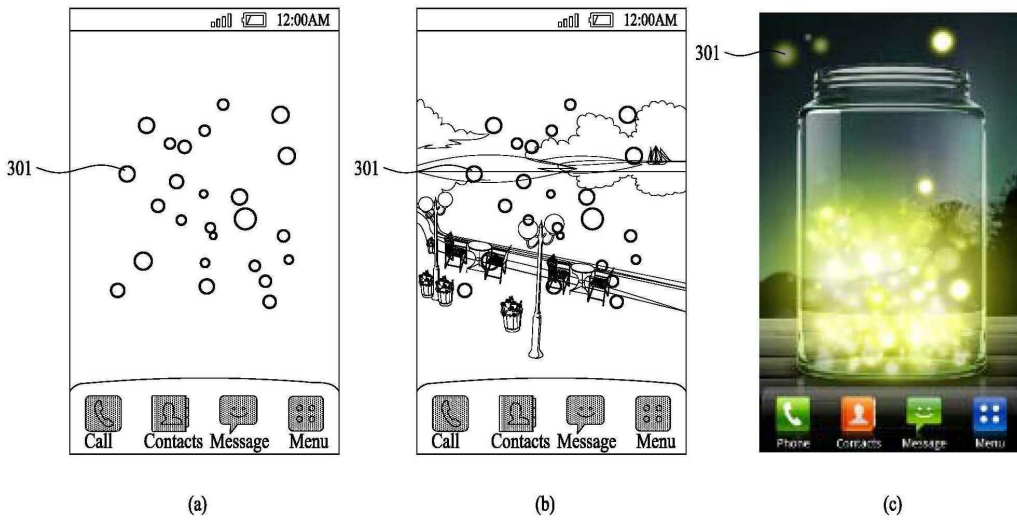 12:00AM
12:00AM
301
301
301
Call Contacts Message Menu
Call Contacts Message Menu
Phone Contacts Message Menu
(a) (b) (c)